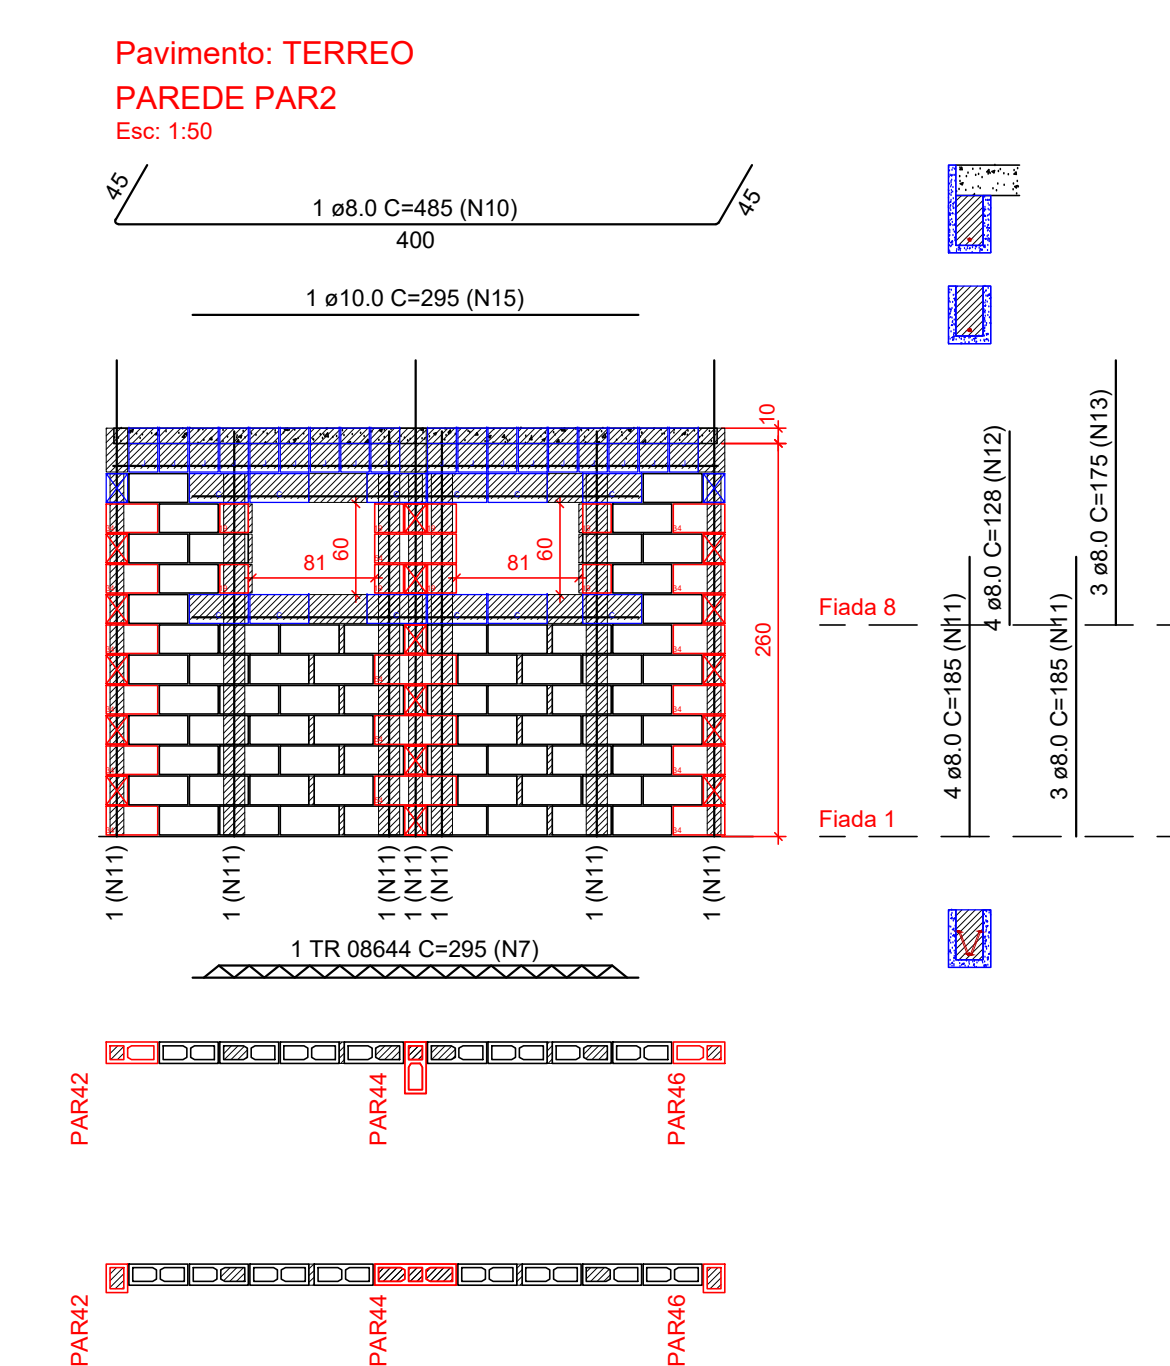 Pavimento: TERREO
PAREDE PAR2
Esc: 1:50
45
1 ø8.0 C=485 (N10)
45
400
1 ø10.0 C=295 (N15)
10
60
81
60
81
260
Fiada 8
Fiada 1
4 ø8.0 C=185 (N11)
4 ø8.0 C=128 (N12)
3 ø8.0 C=185 (N11)
3 ø8.0 C=175 (N13)
1 (N11)
1 (N11)
1 (N11)
1 (N11)
1 (N11)
1 (N11)
1 (N11)
1 TR 08644 C=295 (N7)
PAR42
PAR44
PAR46
PAR42
PAR44
PAR46